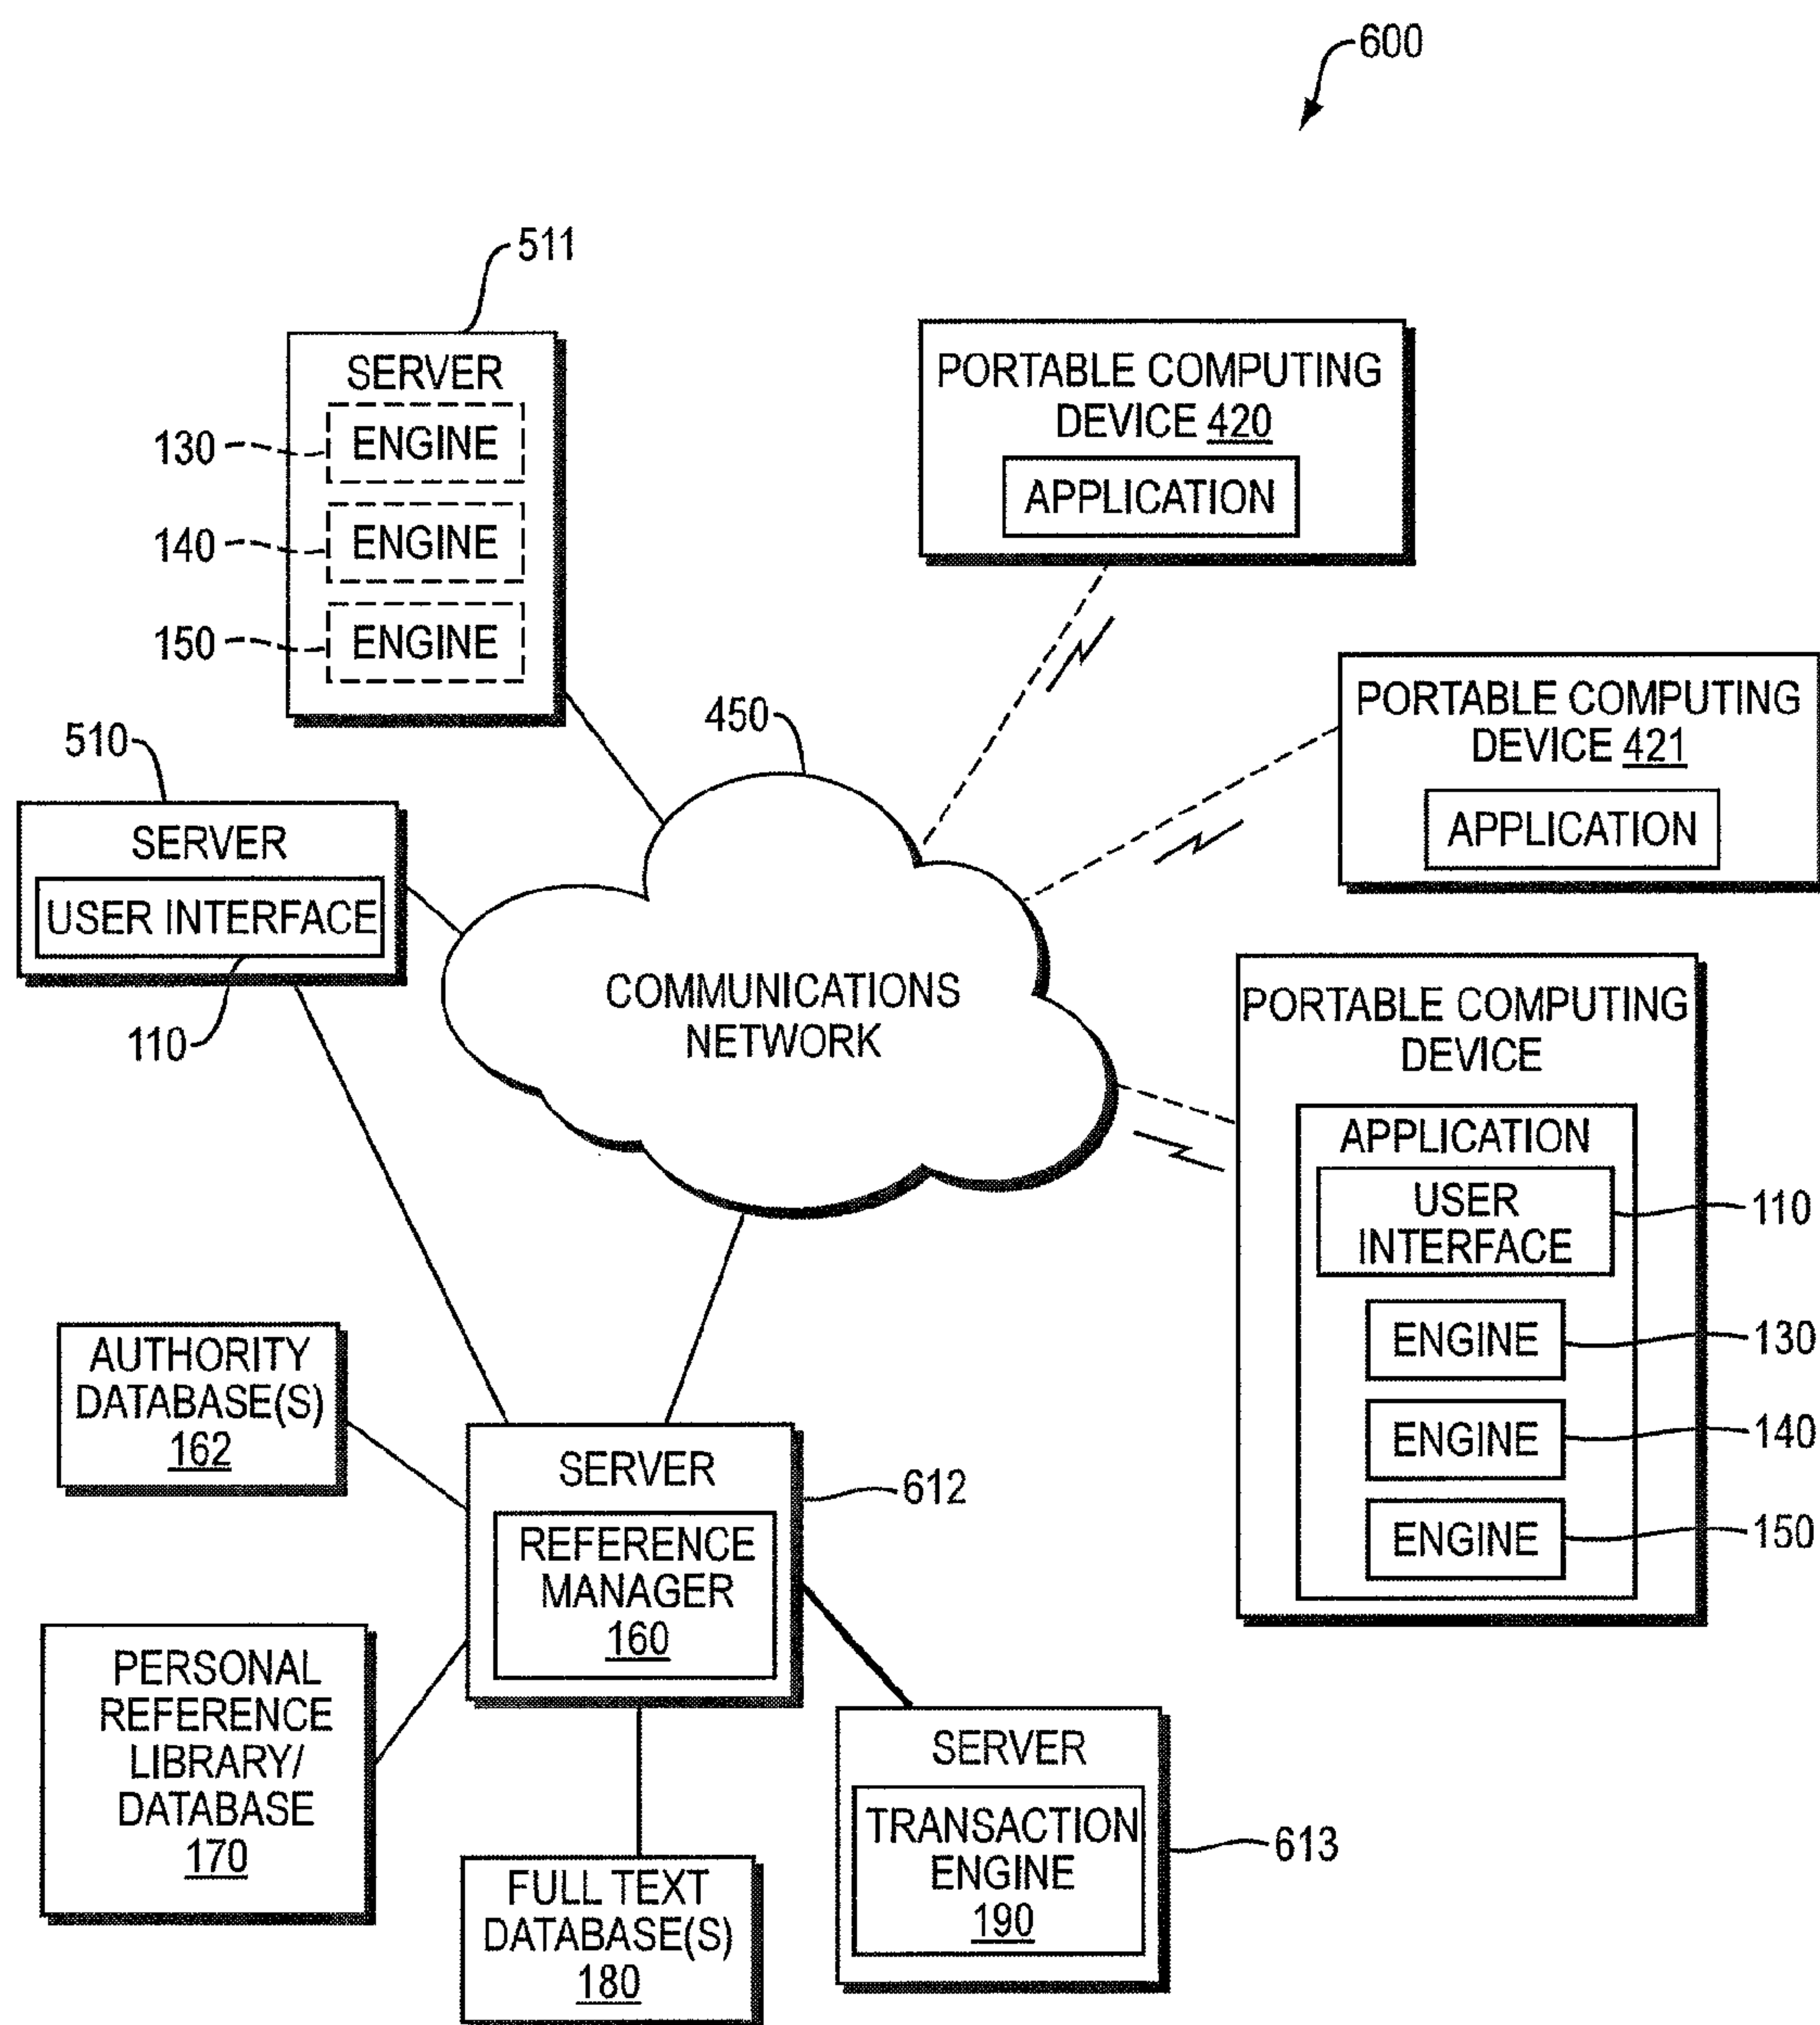 600
511
SERVER
130
ENGINE
140
ENGINE
150
ENGINE
PORTABLE COMPUTING
DEVICE 420
APPLICATION
PORTABLE COMPUTING
DEVICE 421
APPLICATION
450
COMMUNICATIONS
NETWORK
510
SERVER
USER INTERFACE
110
PORTABLE COMPUTING
DEVICE
APPLICATION
USER
INTERFACE
110
ENGINE
130
ENGINE
140
ENGINE
150
AUTHORITY
DATABASE(S)
162
SERVER
612
REFERENCE
MANAGER
160
PERSONAL
REFERENCE
LIBRARY/
DATABASE
170
FULL TEXT
DATABASE(S)
180
SERVER
TRANSACTION
ENGINE
190
613